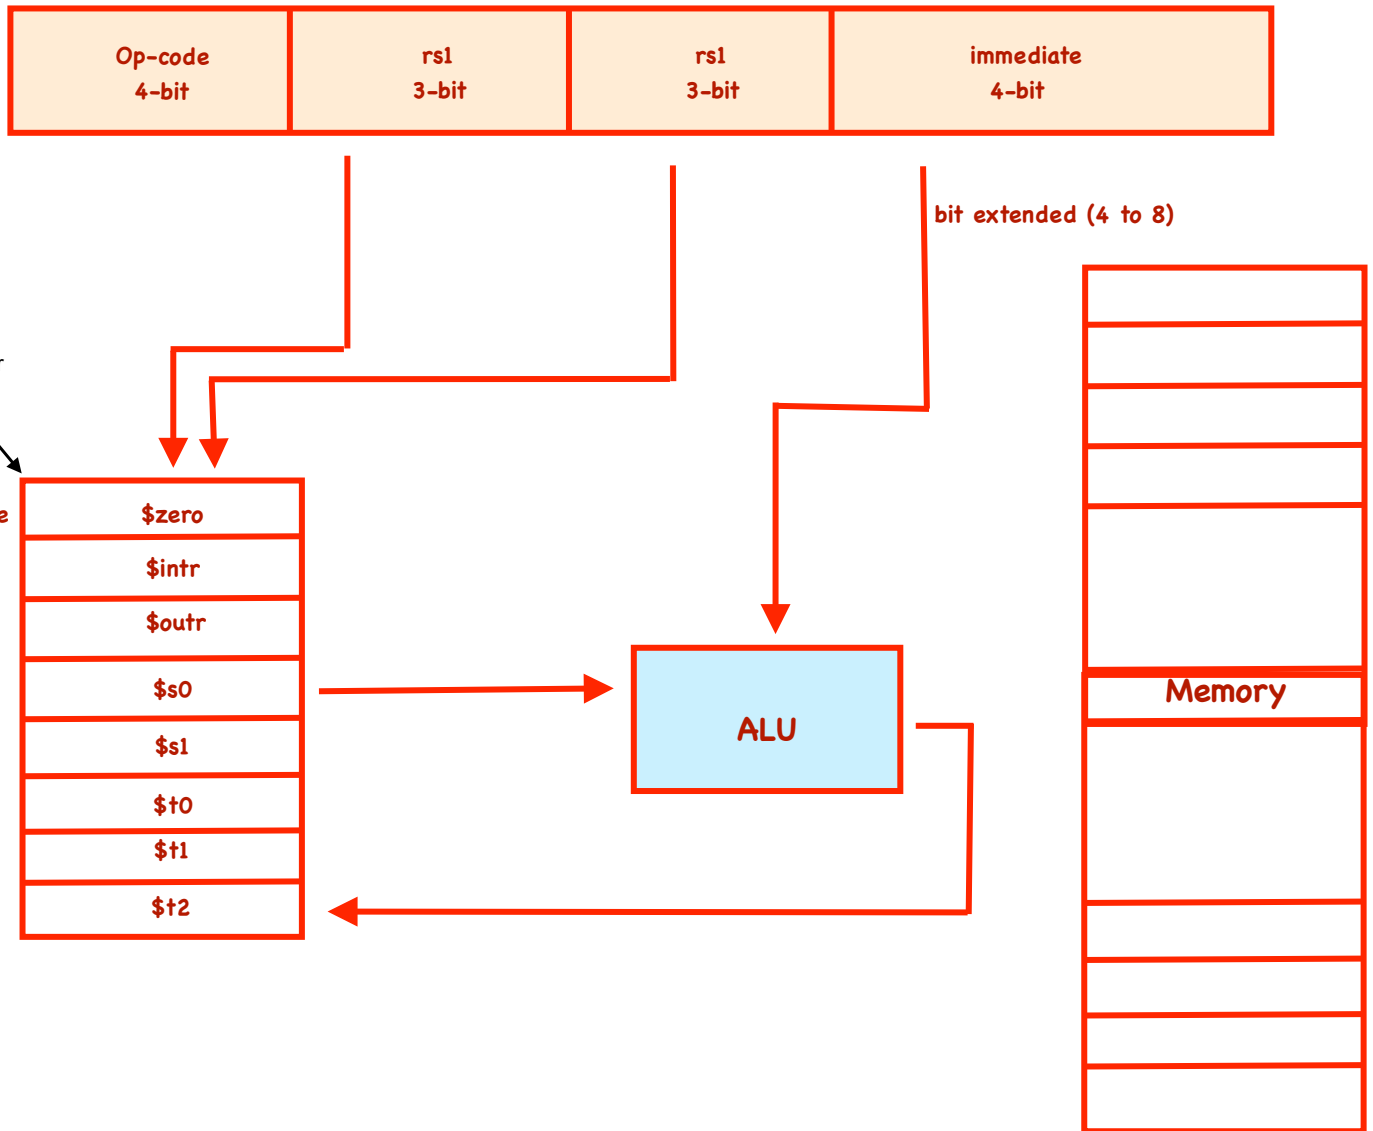 Op-code
4-bit
rs1
3-bit
rs1
3-bit
immediate
4-bit
bit extended (4 to 8)
$zero
$intr
$outr
$s0
$s1
$t0
$t1
$t2
ALU
Memory